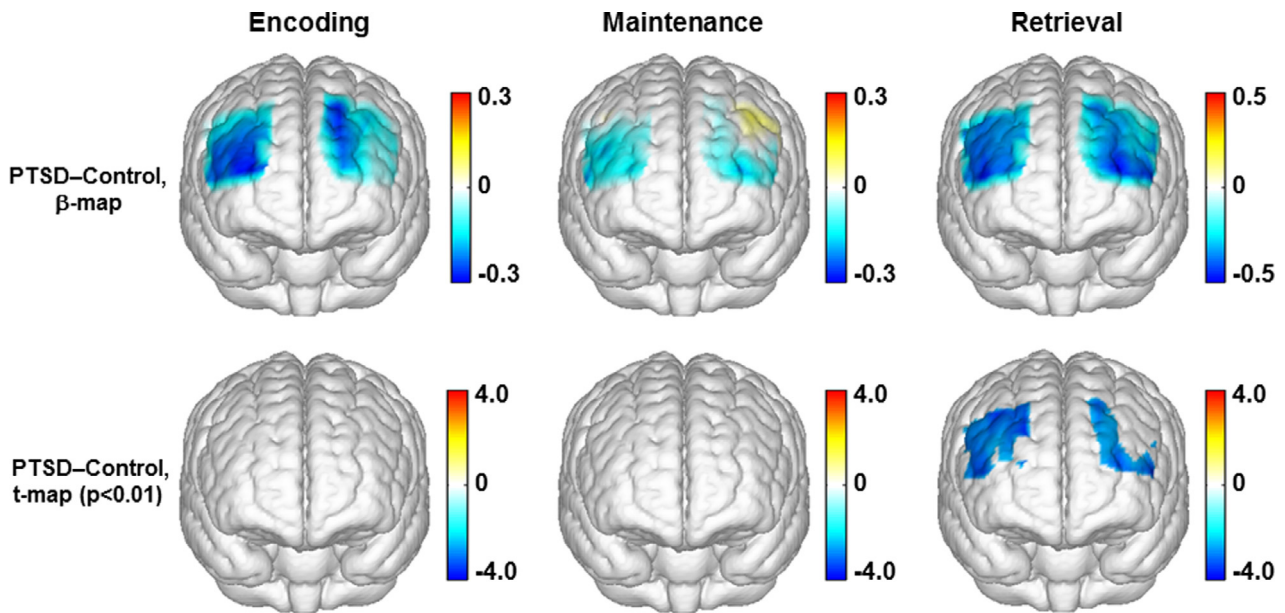 Encoding
Maintenance
Retrieval
PTSD–Control,
β-map
0.3
0
-0.3
0.3
0
-0.3
0.5
0
-0.5
PTSD–Control,
t-map (p<0.01)
4.0
0
-4.0
4.0
0
-4.0
4.0
0
-4.0